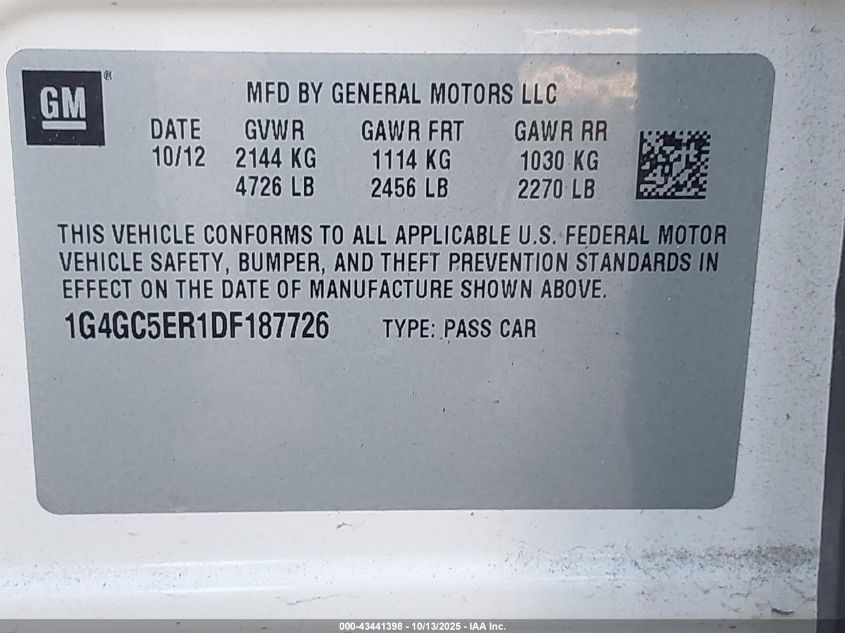 GM ®
MFD BY GENERAL MOTORS LLC
DATE GVWR GAWR FRT GAWR RR
10/12 2144 KG 1114 KG 1030 KG
4726 LB 2456 LB 2270 LB
THIS VEHICLE CONFORMS TO ALL APPLICABLE U.S. FEDERAL MOTOR
VEHICLE SAFETY, BUMPER, AND THEFT PREVENTION STANDARDS IN
EFFECT ON THE DATE OF MANUFACTURE SHOWN ABOVE.
1G4GC5ER1DF187726 TYPE: PASS CAR
000-43441398 - 10/13/2025 - IAA Inc.